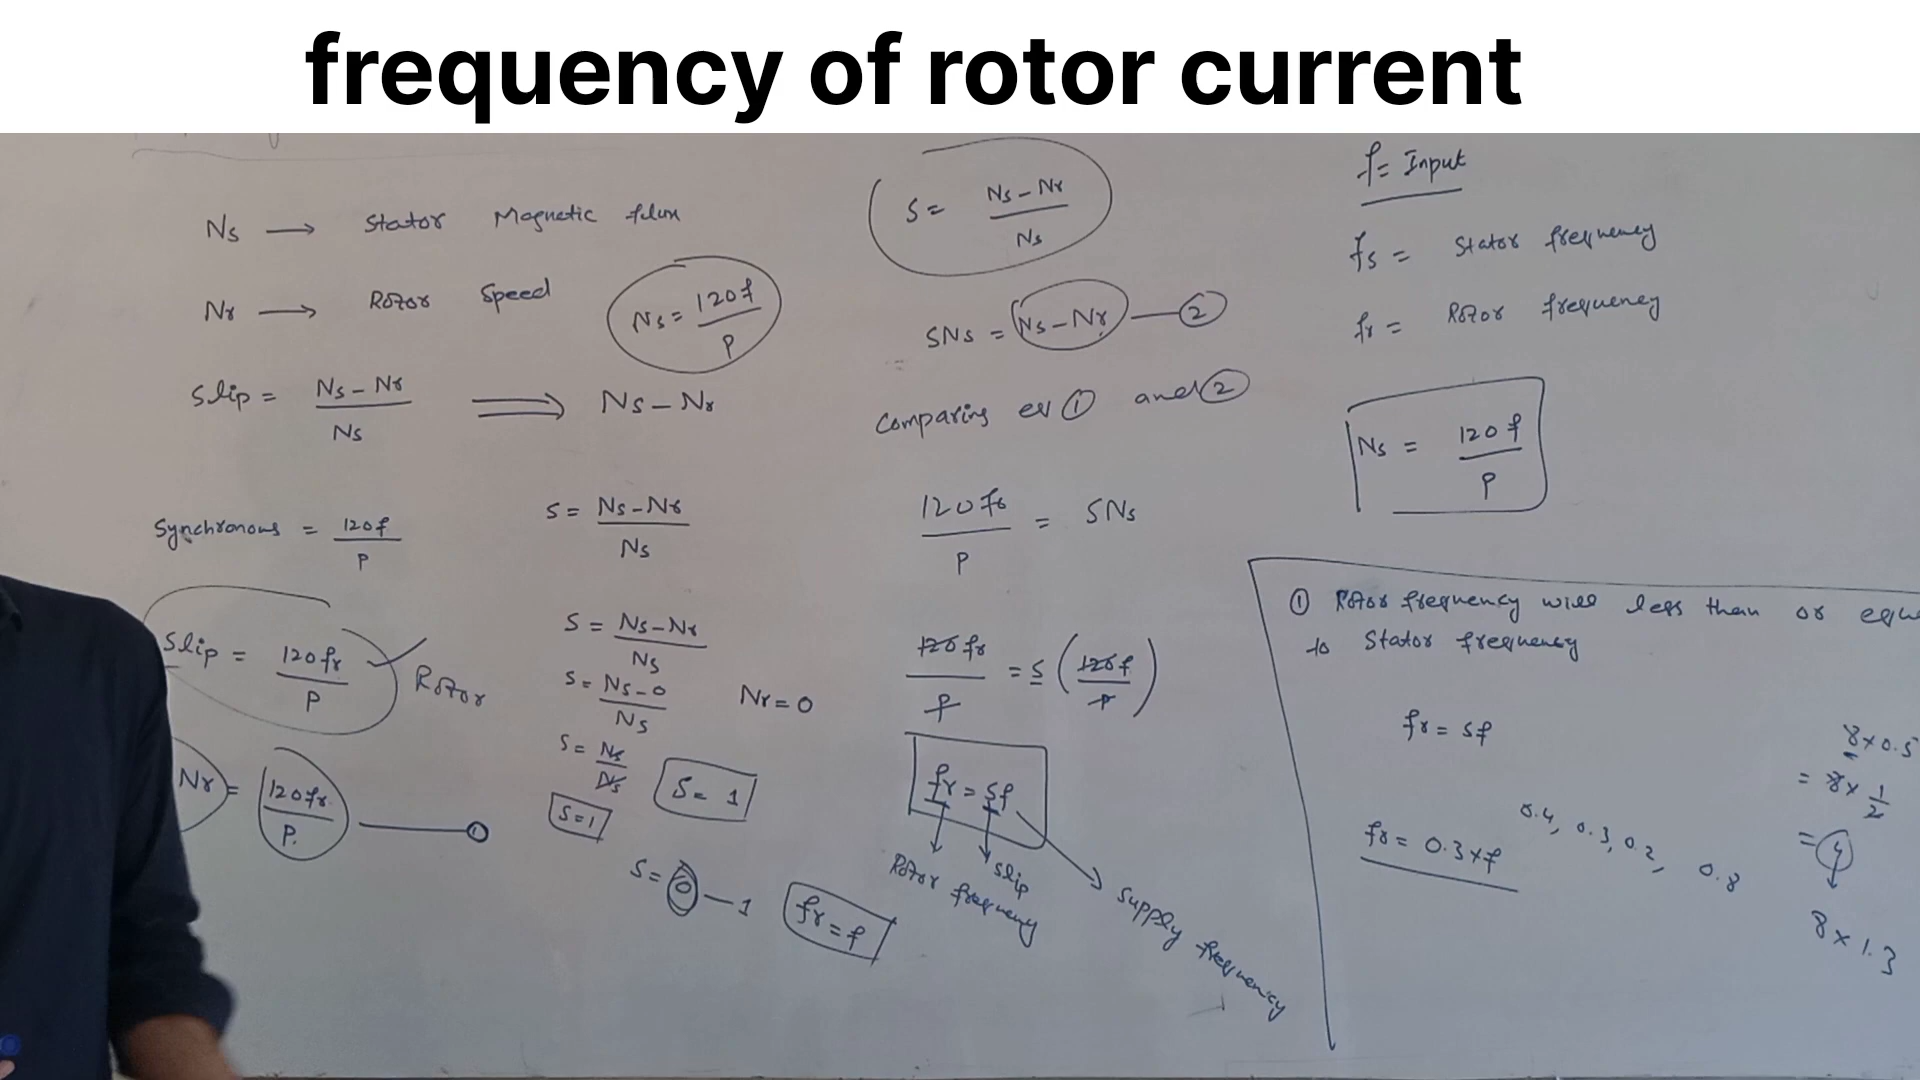 frequency of rotor current
Ns → Stator Magnetic flux
Nr → Rotor Speed
Ns = 120f / P
Slip = Ns - Nr / Ns ⇒ Ns - Nr
Synchronous = 120f / P
Slip = 120fr / P Rotor
Nr = 120fr / P. ①
S = Ns - Nr / Ns
S = Ns - Nr / Ns
S = Ns - 0 / Ns Nr = 0
S = Ns / Ns
S = 1
S = 1
S = 0 - 1
fr = f
S = Ns - Nr / Ns
SNs = Ns - Nr ②
Comparing eq ① and ②
120fr / P = SNs
120fr / P = S (120f / P)
fr = sf
Rotor frequency
slip
Supply frequency
f = Input
fs = Stator frequency
fr = Rotor frequency
Ns = 120f / P
① Rotor frequency will less than or equ
to Stator frequency
fr = sf
fr = 0.3 x f
0.4, 0.3, 0.2, 0.8
8 x 0.5
= 8 x 1 / 2
= 4
8 x 1.3